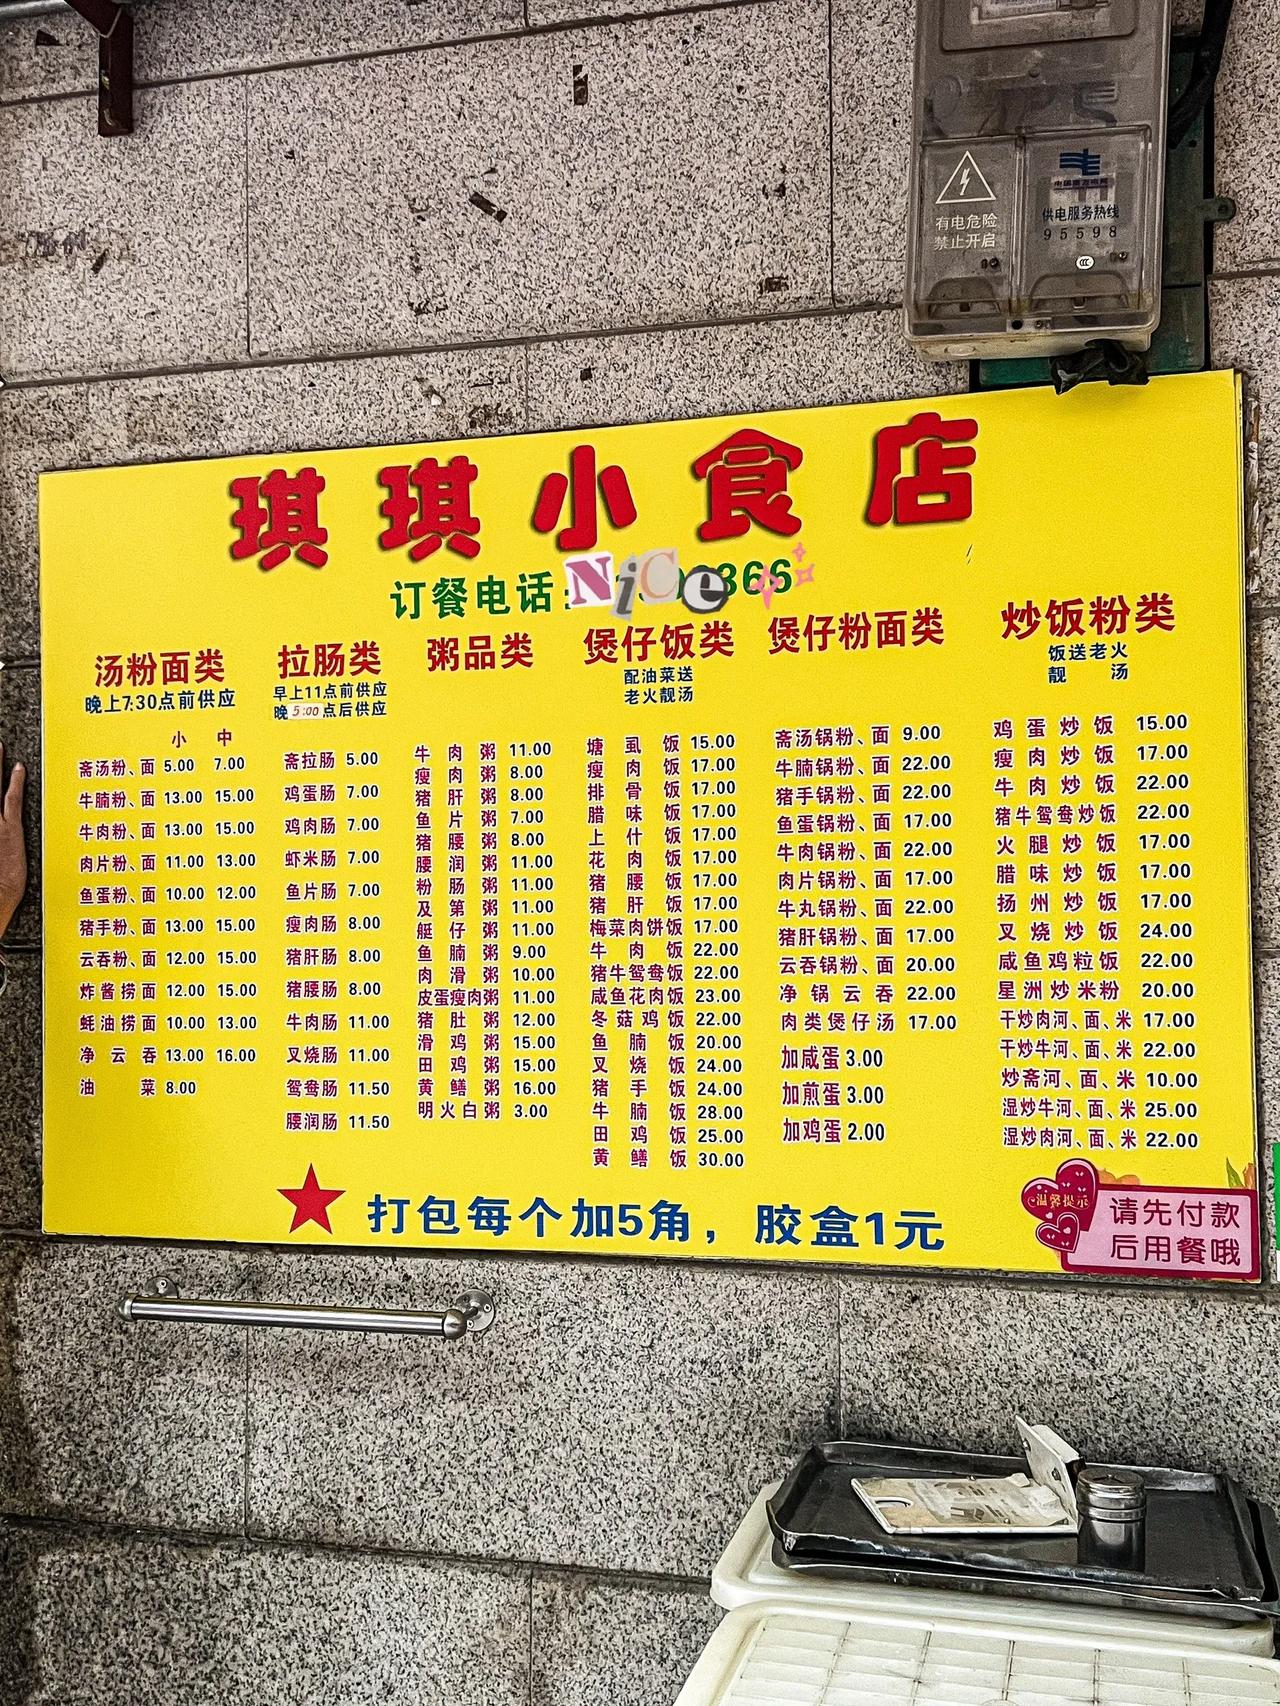 有电危险
禁止开启
供电服务热线
95598
琪琪小食店
订餐电话:
Nice
366
汤粉面类
晚上7:30点前供应
小 中
斋汤粉、面 5.00 7.00
牛腩粉、面 13.00 15.00
牛肉粉、面 13.00 15.00
肉片粉、面 11.00 13.00
鱼蛋粉、面 10.00 12.00
猪手粉、面 13.00 15.00
云吞粉、面 12.00 15.00
炸酱捞面 12.00 15.00
蚝油捞面 10.00 13.00
净云吞 13.00 16.00
油菜 8.00
拉肠类
早上11点前供应
晚5:00点后供应
斋拉肠 5.00
鸡蛋肠 7.00
鸡肉肠 7.00
虾米肠 7.00
鱼片肠 7.00
瘦肉肠 8.00
猪肝肠 8.00
猪腰肠 8.00
牛肉肠 11.00
叉烧肠 11.00
鸳鸯肠 11.50
腰润肠 11.50
粥品类
牛肉粥 11.00
瘦肉粥 8.00
猪肝粥 8.00
鱼片粥 7.00
猪腰粥 8.00
腰润粥 11.00
粉肠粥 11.00
及第粥 11.00
艇仔粥 11.00
鱼腩粥 9.00
肉滑粥 10.00
皮蛋瘦肉粥 11.00
猪肚粥 12.00
滑鸡粥 15.00
田鸡粥 15.00
黄鳝粥 16.00
明火白粥 3.00
煲仔饭类
配油菜送
老火靓汤
塘虱饭 15.00
瘦肉饭 17.00
排骨饭 17.00
腊味饭 17.00
上什饭 17.00
花肉饭 17.00
猪腰饭 17.00
猪肝饭 17.00
梅菜肉饼饭 17.00
牛肉饭 22.00
猪牛鸳鸯饭 22.00
咸鱼花肉饭 23.00
冬菇鸡饭 22.00
鱼腩饭 20.00
叉烧饭 24.00
猪手饭 24.00
牛腩饭 28.00
田鸡饭 25.00
黄鳝饭 30.00
煲仔粉面类
斋汤锅粉、面 9.00
牛腩锅粉、面 22.00
猪手锅粉、面 22.00
鱼蛋锅粉、面 17.00
牛肉锅粉、面 22.00
肉片锅粉、面 17.00
牛丸锅粉、面 22.00
猪肝锅粉、面 17.00
云吞锅粉、面 20.00
净锅云吞 22.00
肉类煲仔汤 17.00
加咸蛋 3.00
加煎蛋 3.00
加鸡蛋 2.00
炒饭粉类
饭送老火
靓汤
鸡蛋炒饭 15.00
瘦肉炒饭 17.00
牛肉炒饭 22.00
猪牛鸳鸯炒饭 22.00
火腿炒饭 17.00
腊味炒饭 17.00
扬州炒饭 17.00
叉烧炒饭 24.00
咸鱼鸡粒饭 22.00
星洲炒米粉 20.00
干炒肉河、面、米 17.00
干炒牛河、面、米 22.00
炒斋河、面、米 10.00
湿炒牛河、面、米 25.00
湿炒肉河、面、米 22.00
打包每个加5角，胶盒1元
温馨提示
请先付款
后用餐哦